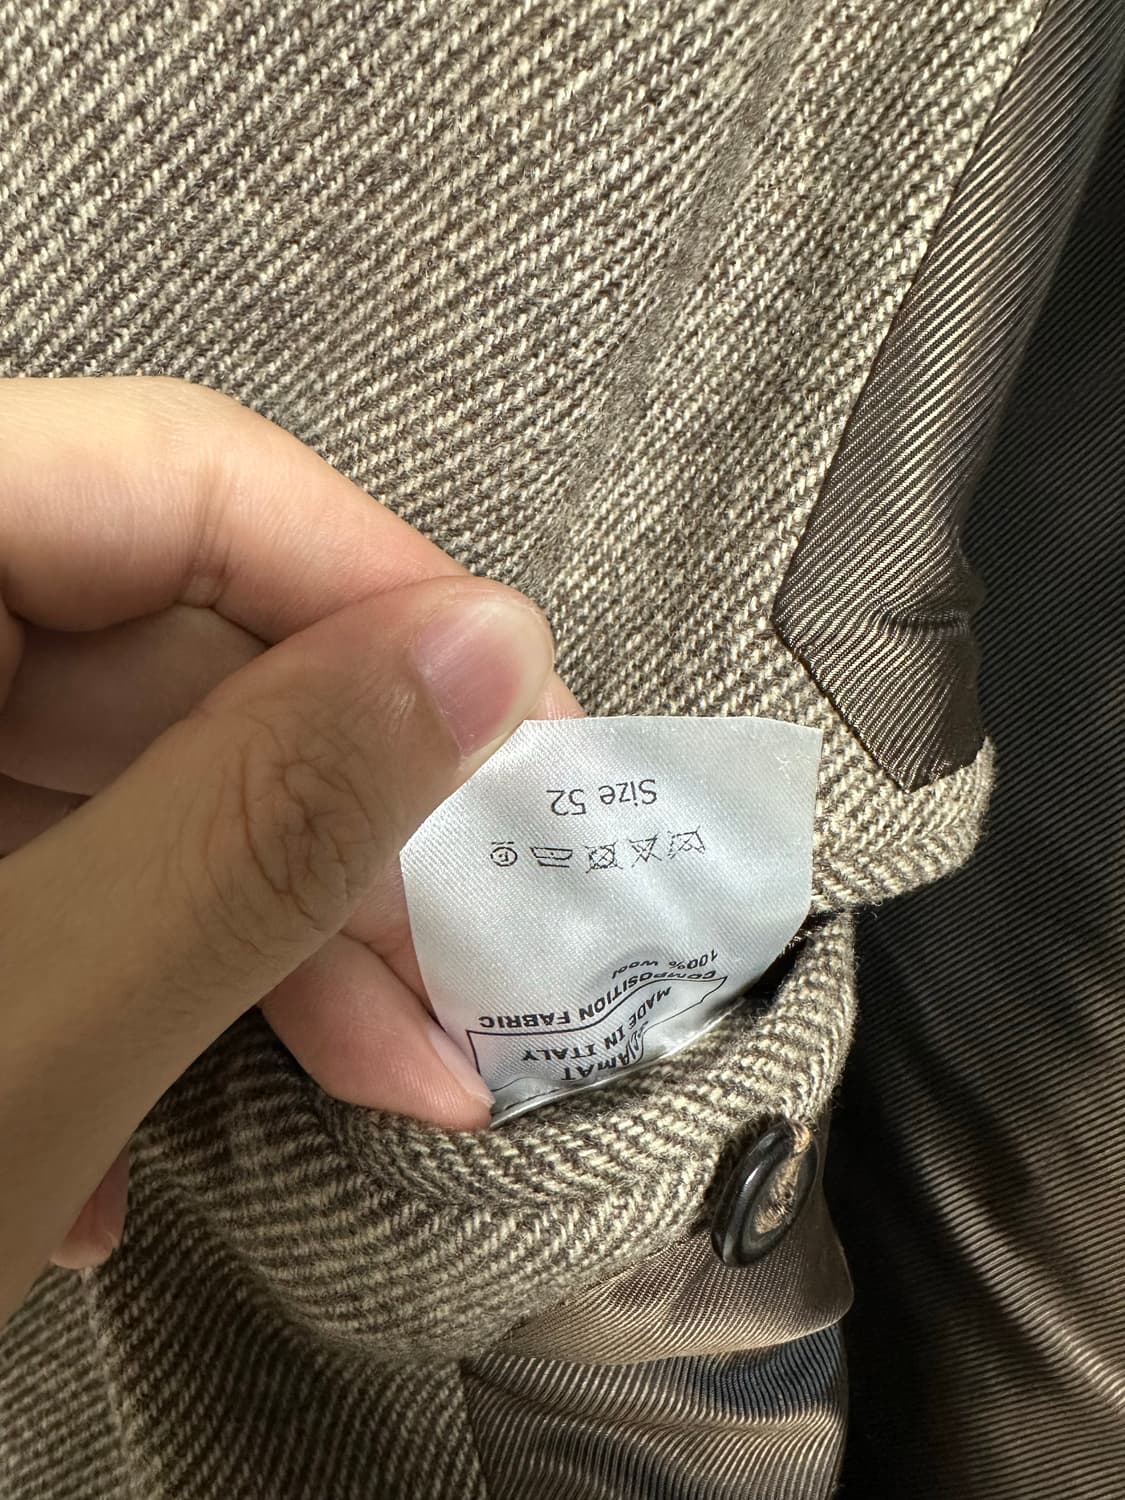 MADE IN ITALY
COMPOSITION FABRIC
100% wool
Size 52